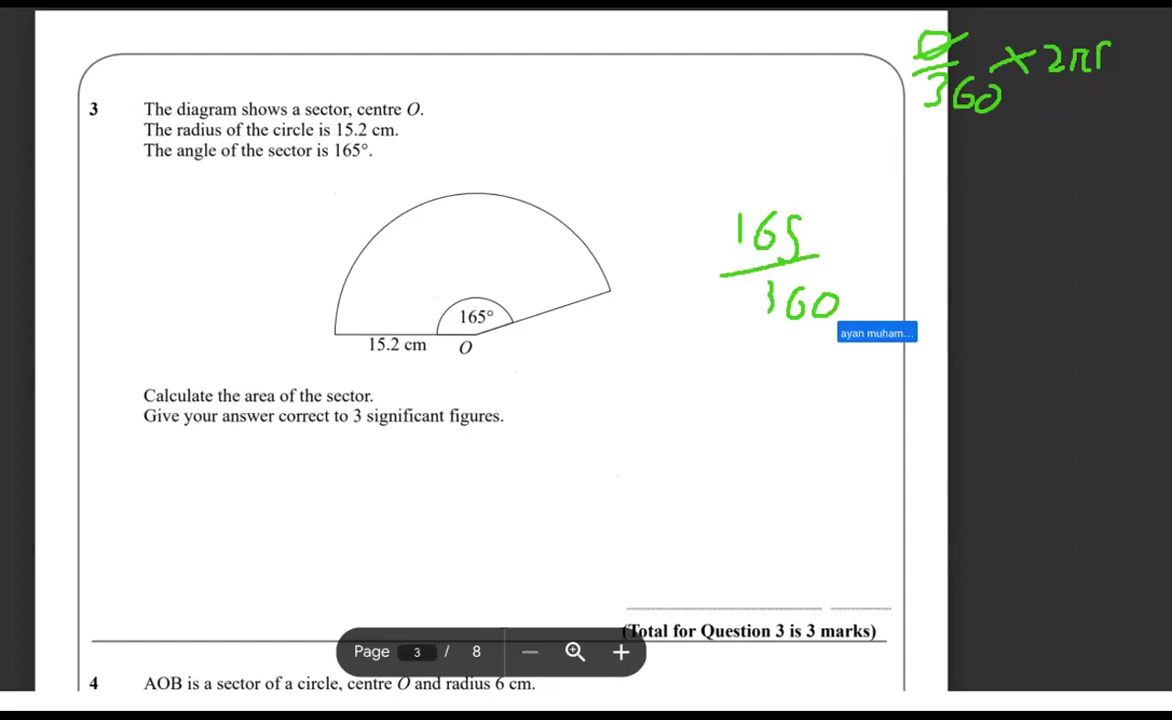 θ/360 × 2πr
3 The diagram shows a sector, centre O.
The radius of the circle is 15.2 cm.
The angle of the sector is 165°.
165
360
165°
15.2 cm O
ayan muham...
Calculate the area of the sector.
Give your answer correct to 3 significant figures.
(Total for Question 3 is 3 marks)
Page 3 / 8
4 AOB is a sector of a circle, centre O and radius 6 cm.